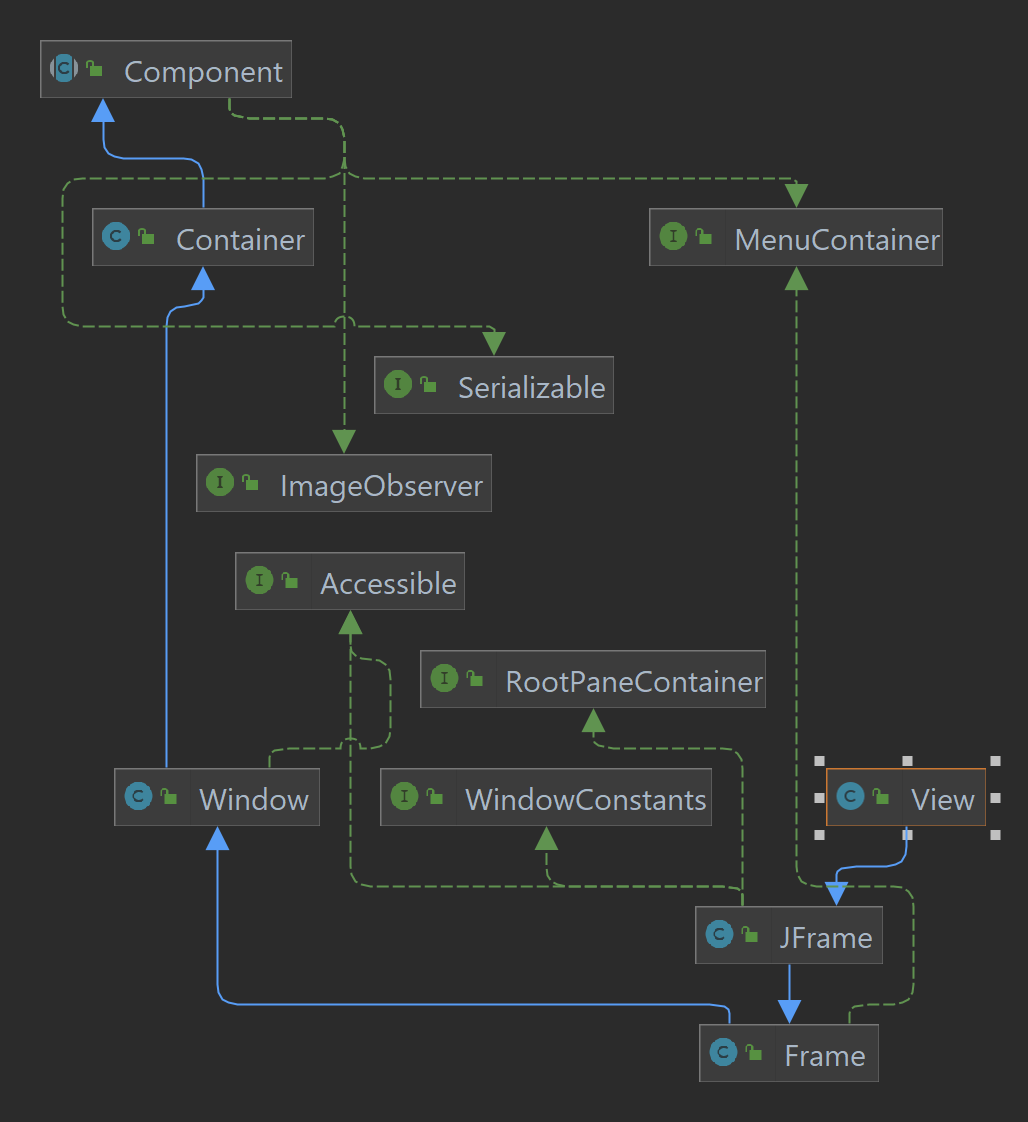 C Component
C Container
I MenuContainer
I Serializable
I ImageObserver
I Accessible
I RootPaneContainer
C Window
I WindowConstants
C View
C JFrame
C Frame